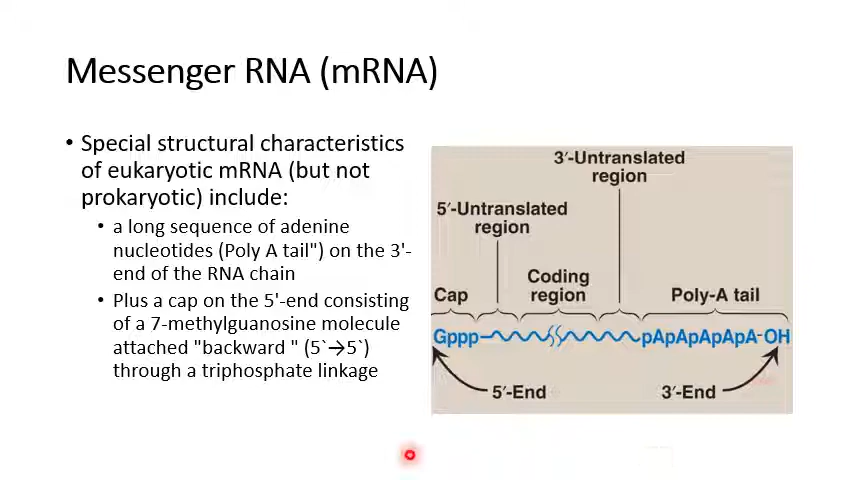 Messenger RNA (mRNA)
• Special structural characteristics
of eukaryotic mRNA (but not
prokaryotic) include:
• a long sequence of adenine
nucleotides (Poly A tail") on the 3'-
end of the RNA chain
• Plus a cap on the 5'-end consisting
of a 7-methylguanosine molecule
attached "backward " (5`→5`)
through a triphosphate linkage
3′-Untranslated
region
5′-Untranslated
region
Coding
region
Cap
Poly-A tail
Gppp
pApApApApA-OH
5′-End
3′-End